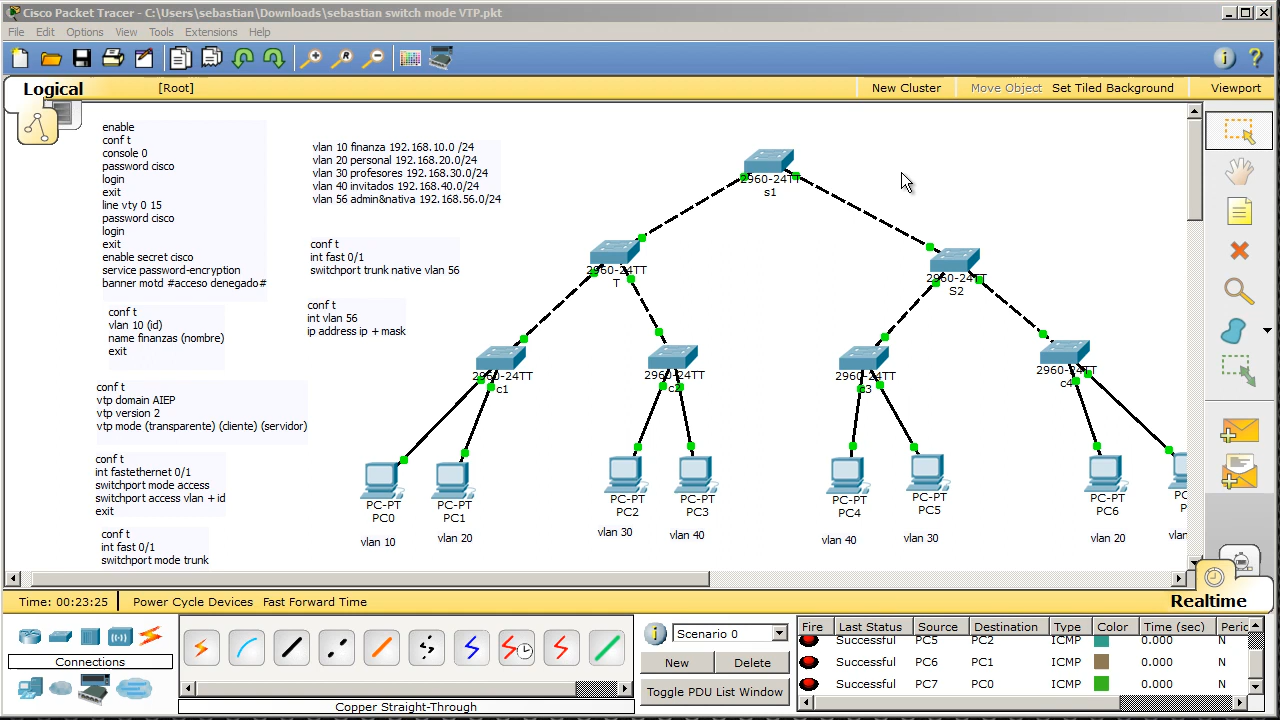 Cisco Packet Tracer - C:\Users\sebastian\Downloads\sebastian switch mode VTP.pkt
File Edit Options View Tools Extensions Help
Logical [Root] New Cluster Move Object Set Tiled Background Viewport
enable
conf t
console 0
password cisco
login
exit
line vty 0 15
password cisco
login
exit
enable secret cisco
service password-encryption
banner motd #acceso denegado#
conf t
vlan 10 (id)
name finanzas (nombre)
exit
conf t
vtp domain AIEP
vtp version 2
vtp mode (transparente) (cliente) (servidor)
conf t
int fastethernet 0/1
switchport mode access
switchport access vlan + id
exit
conf t
int fast 0/1
switchport mode trunk
vlan 10 finanza 192.168.10.0 /24
vlan 20 personal 192.168.20.0/24
vlan 30 profesores 192.168.30.0/24
vlan 40 invitados 192.168.40.0/24
vlan 56 admin&nativa 192.168.56.0/24
conf t
int fast 0/1
switchport trunk native vlan 56
conf t
int vlan 56
ip address ip + mask
2960-24TT
s1
2960-24TT
T
2960-24TT
S2
2960-24TT
c1
2960-24TT
c2
2960-24TT
c3
2960-24TT
c4
PC-PT
PC0
vlan 10
PC-PT
PC1
vlan 20
PC-PT
PC2
vlan 30
PC-PT
PC3
vlan 40
PC-PT
PC4
vlan 40
PC-PT
PC5
vlan 30
PC-PT
PC6
vlan 20
Time: 00:23:25 Power Cycle Devices Fast Forward Time Realtime
Connections
Copper Straight-Through
Scenario 0
New Delete
Toggle PDU List Window
Fire Last Status Source Destination Type Color Time (sec) Peric
Successful PC5 PC2 ICMP 0.000 N
Successful PC6 PC1 ICMP 0.000 N
Successful PC7 PC0 ICMP 0.000 N